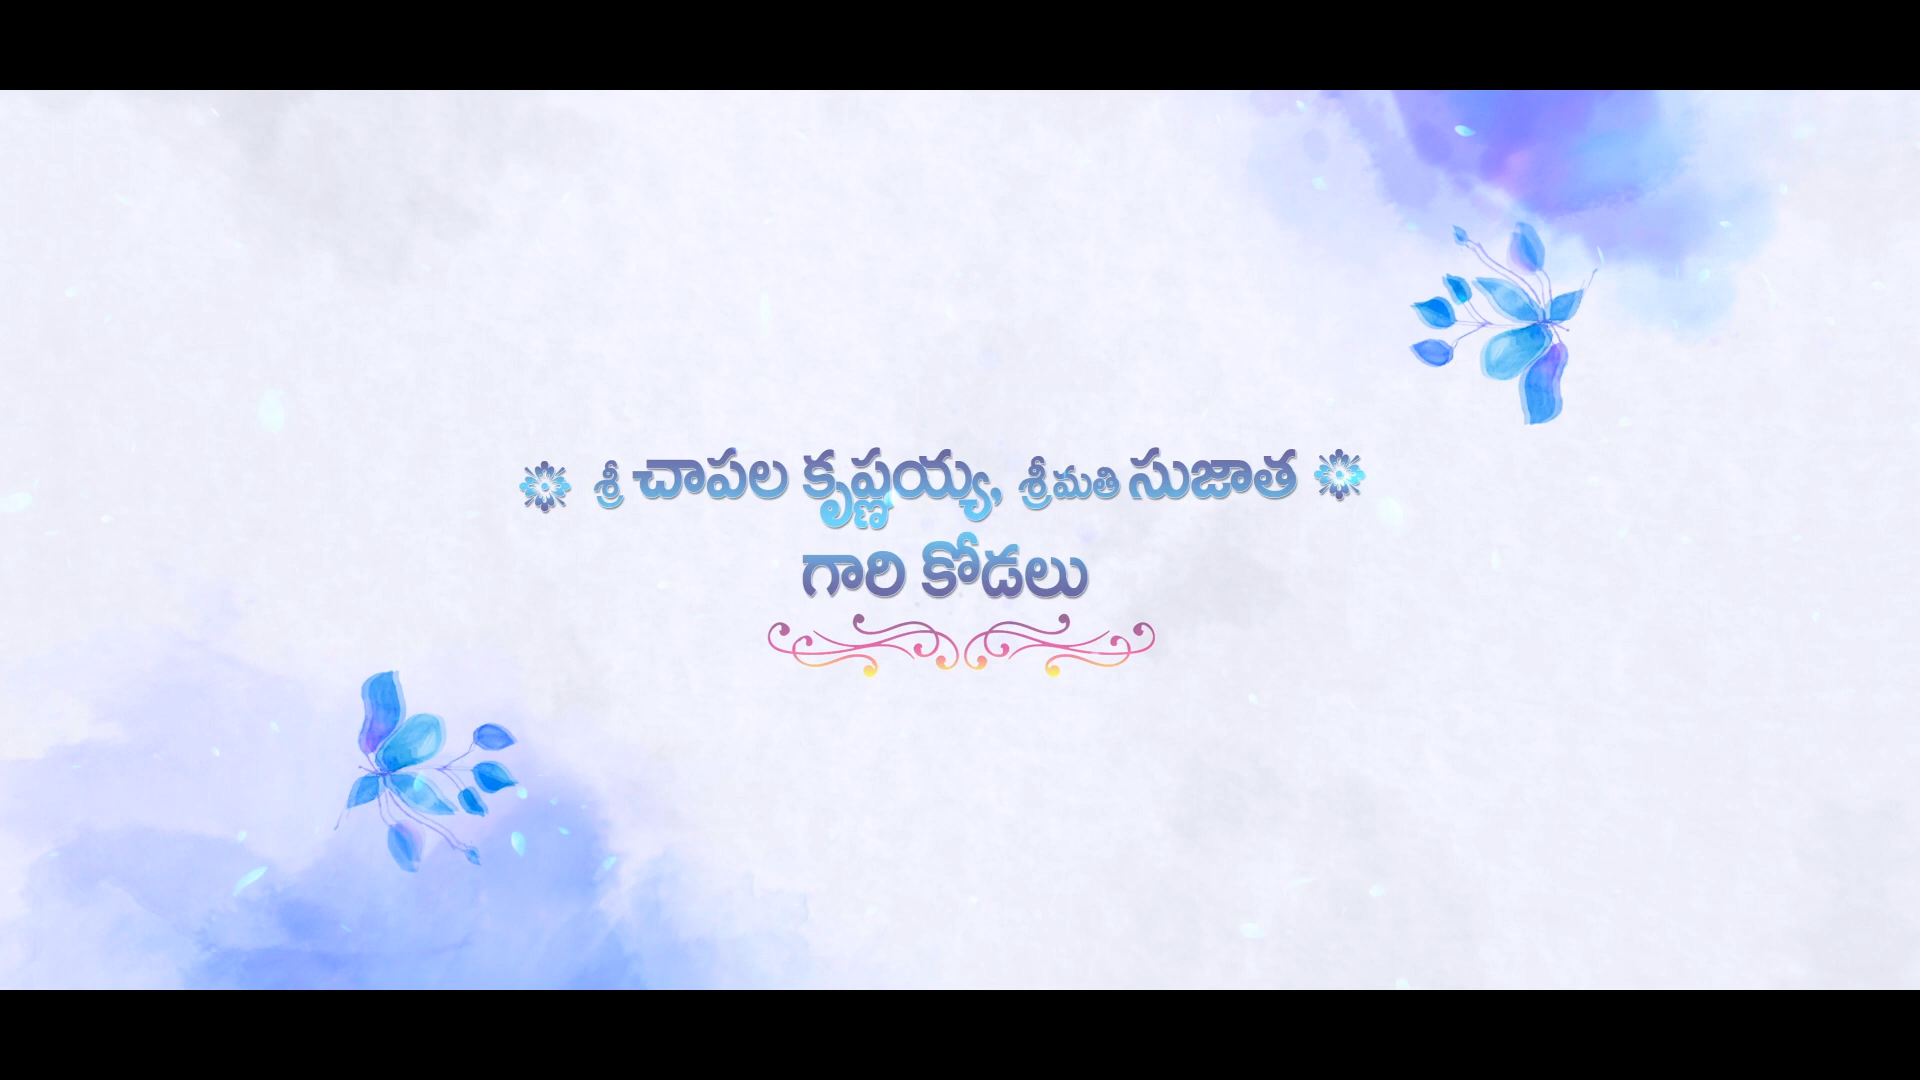 శ్రీ చాపల కృష్ణయ్య, శ్రీమతి సుజాత
గారి కోడలు